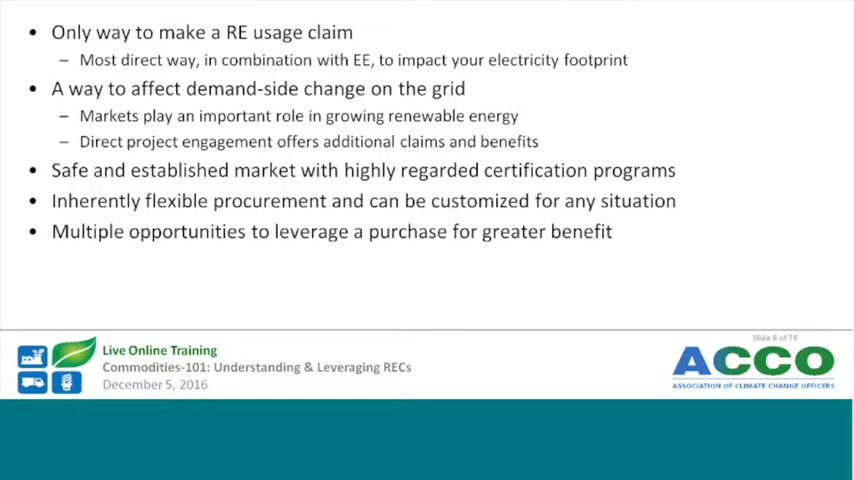 • Only way to make a RE usage claim
– Most direct way, in combination with EE, to impact your electricity footprint
• A way to affect demand-side change on the grid
– Markets play an important role in growing renewable energy
– Direct project engagement offers additional claims and benefits
• Safe and established market with highly regarded certification programs
• Inherently flexible procurement and can be customized for any situation
• Multiple opportunities to leverage a purchase for greater benefit
Slide 8 of 74
Live Online Training
Commodities-101: Understanding & Leveraging RECs
December 5, 2016
ACCO
ASSOCIATION OF CLIMATE CHANGE OFFICERS